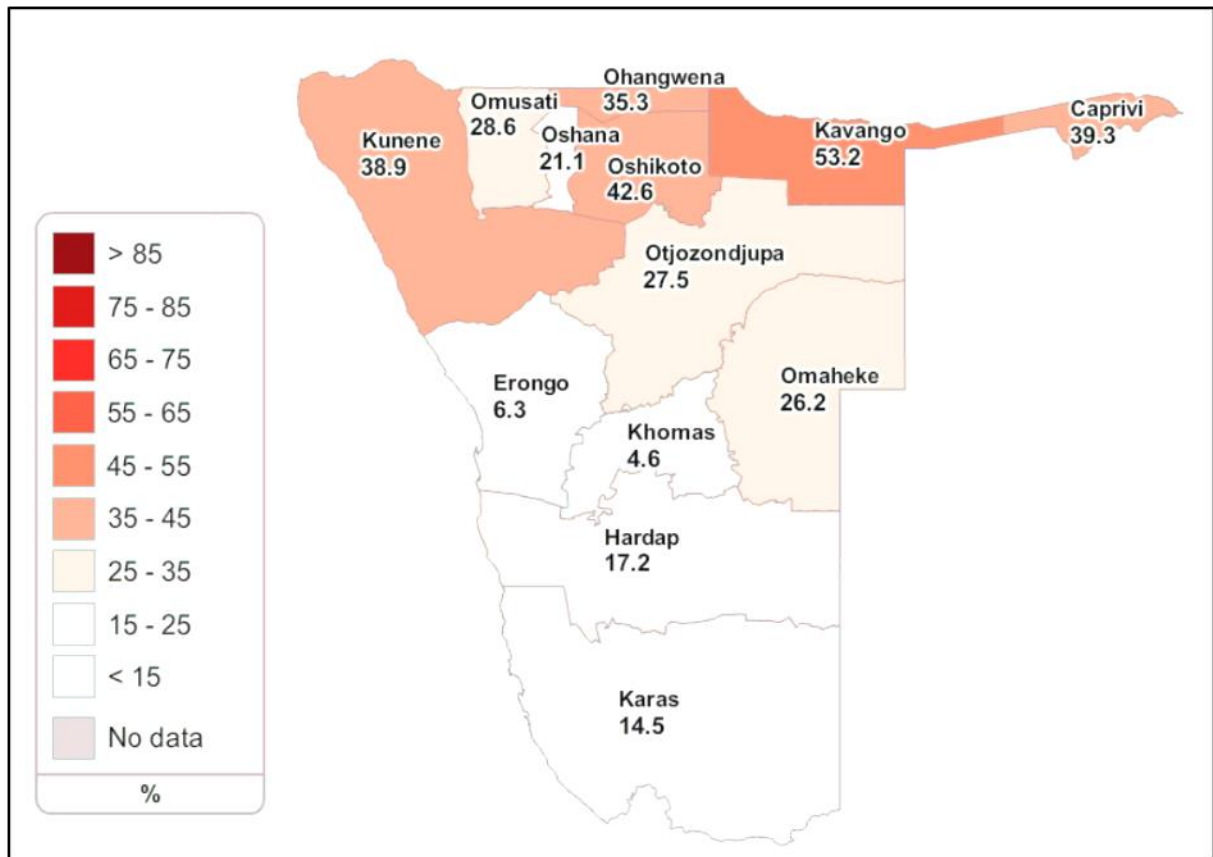 Ohangwena
35.3
Omusati
28.6
Caprivi
39.3
Kunene
38.9
Oshana
21.1
Kavango
53.2
Oshikoto
42.6
> 85
75 - 85
65 - 75
55 - 65
45 - 55
35 - 45
25 - 35
15 - 25
< 15
No data
%
Otjozondjupa
27.5
Erongo
6.3
Omaheke
26.2
Khomas
4.6
Hardap
17.2
Karas
14.5